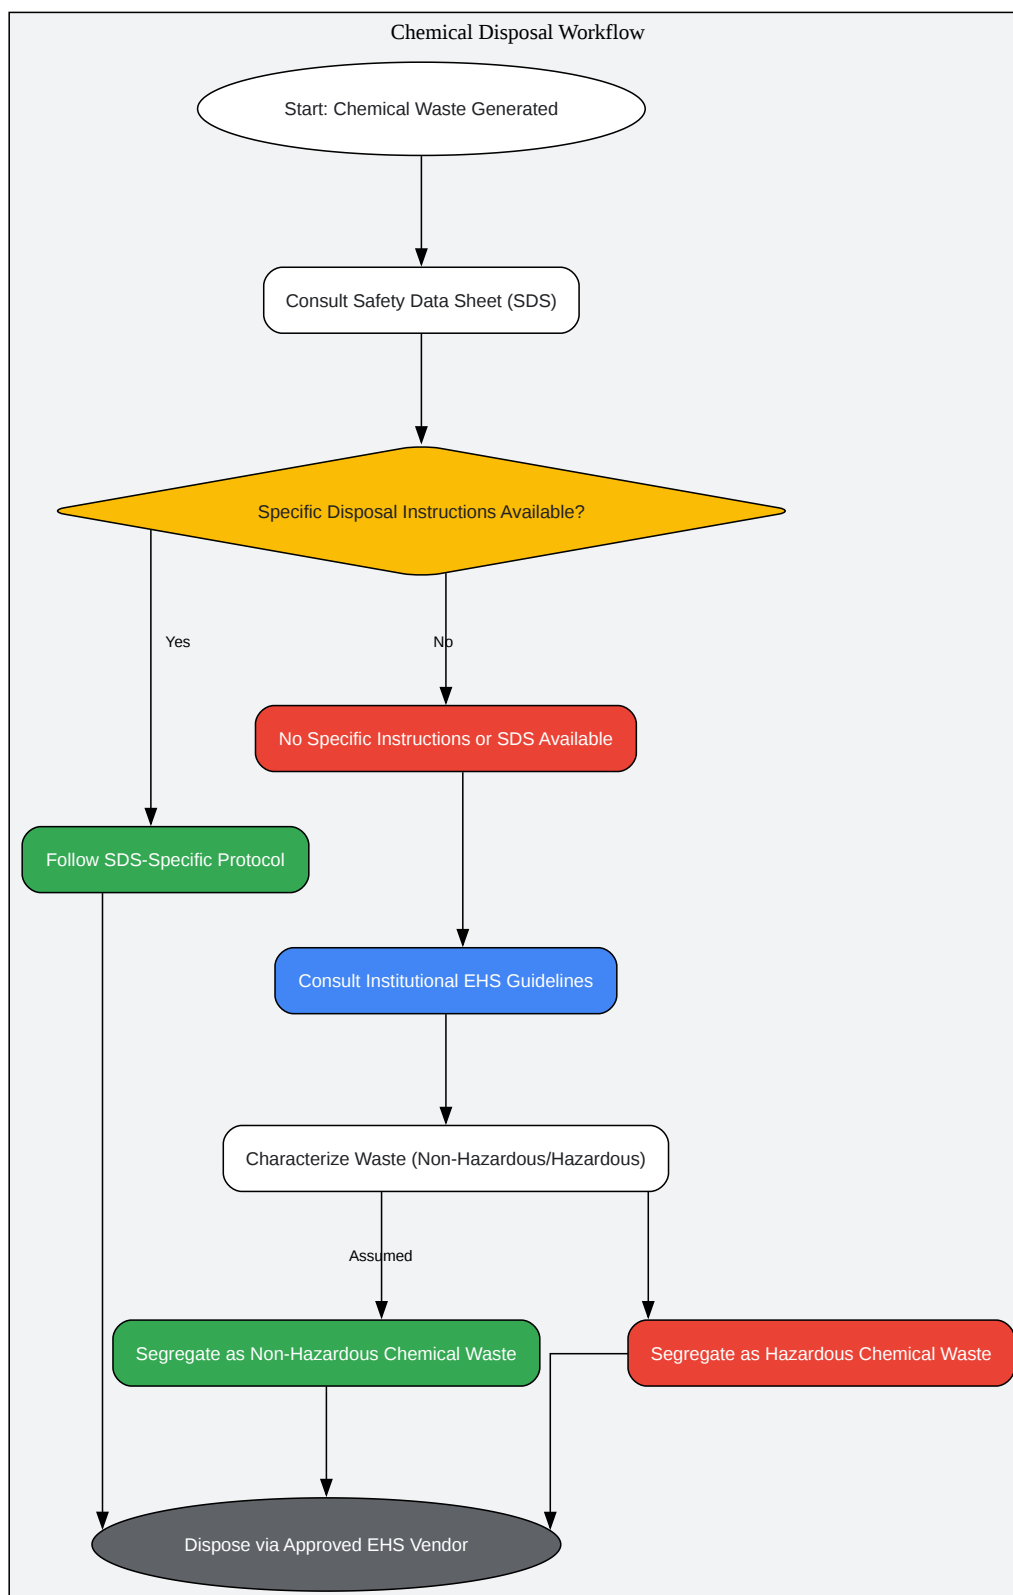 Chemical Disposal Workflow
Start: Chemical Waste Generated
Consult Safety Data Sheet (SDS)
Specific Disposal Instructions Available?
Yes
No
No Specific Instructions or SDS Available
Follow SDS-Specific Protocol
Consult Institutional EHS Guidelines
Characterize Waste (Non-Hazardous/Hazardous)
Assumed
Segregate as Non-Hazardous Chemical Waste
Segregate as Hazardous Chemical Waste
Dispose via Approved EHS Vendor